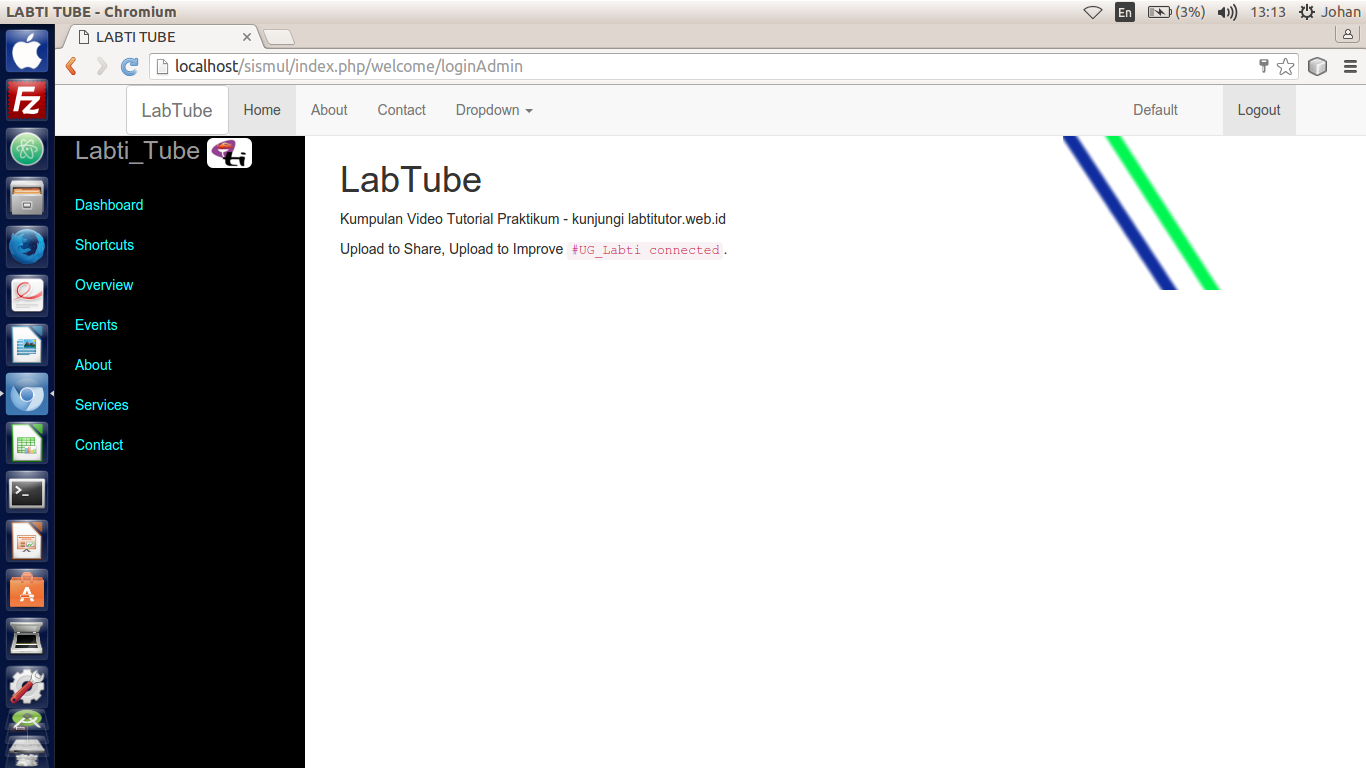 LABTI TUBE - Chromium
En (3%) 13:13 Johan
LABTI TUBE
localhost/sismul/index.php/welcome/loginAdmin
LabTube Home About Contact Dropdown Default Logout
Labti_Tube ti
Dashboard
Shortcuts
Overview
Events
About
Services
Contact
LabTube
Kumpulan Video Tutorial Praktikum - kunjungi labtitutor.web.id
Upload to Share, Upload to Improve #UG_Labti connected.